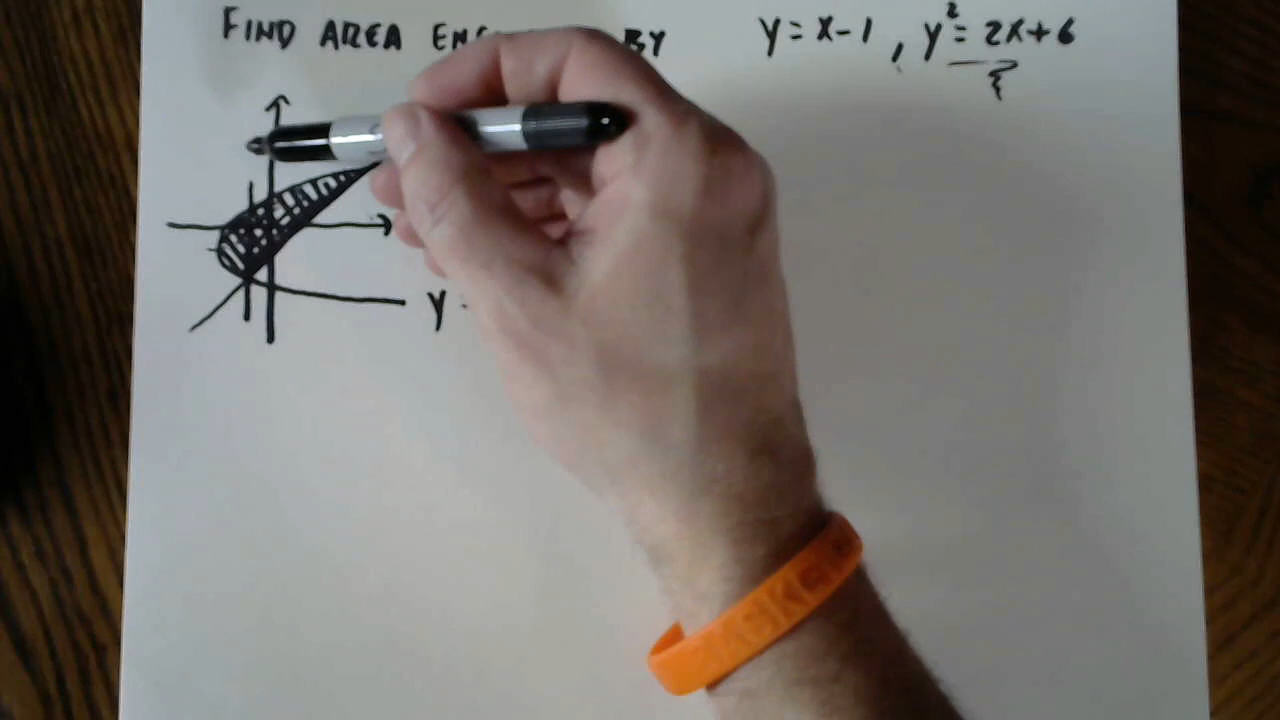 FIND AREA BY y = x - 1 , y² = 2x + 6
y